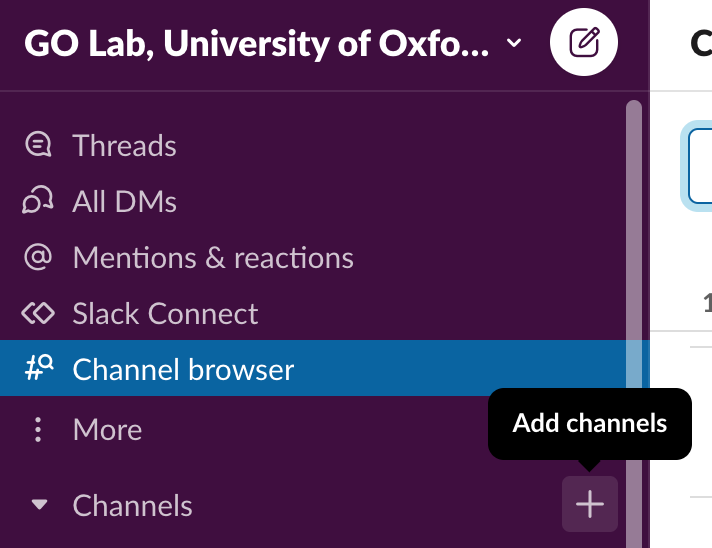 GO Lab, University of Oxfo...
Threads
All DMs
Mentions & reactions
Slack Connect
Channel browser
More
Add channels
Channels